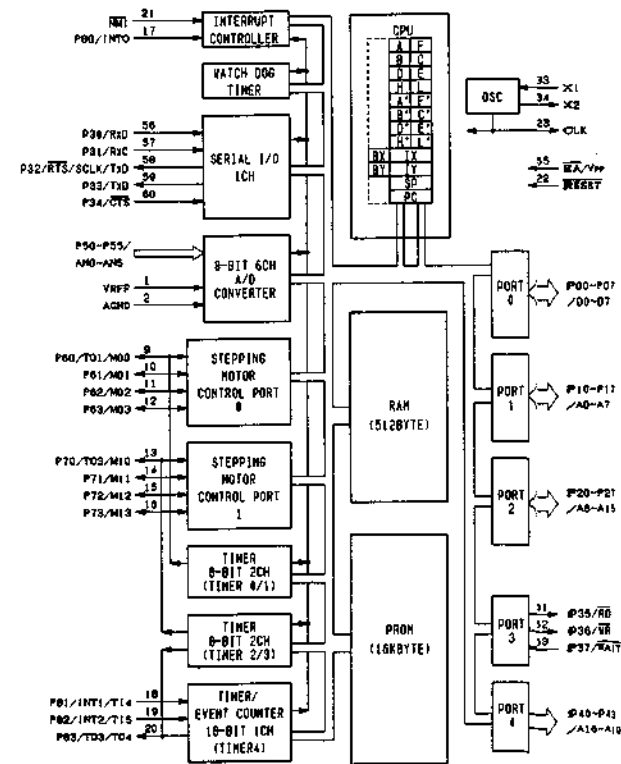 NMI
21
P80/INT0
17
INTERRUPT
CONTROLLER
WATCH DOG
TIMER
P30/RxD
56
P31/RXC
57
P32/RTS/SCLK/TxD
58
P33/TxD
59
P34/CTS
60
SERIAL I/O
1CH
P50~P55/
AN0~AN5
VREF
1
AGND
2
8-BIT 6CH
A/D
CONVERTER
P60/TO1/M00
9
P61/M01
10
P62/M02
11
P63/M03
12
STEPPING
MOTOR
CONTROL PORT
0
P70/TO3/M10
13
P71/M11
14
P72/M12
15
P73/M13
16
STEPPING
MOTOR
CONTROL PORT
1
TIMER
8-BIT 2CH
(TIMER 0/1)
TIMER
8-BIT 2CH
(TIMER 2/3)
P81/INT1/TI4
18
P82/INT2/TI5
19
P83/TO3/TO4
20
TIMER/
EVENT COUNTER
16-BIT 1CH
(TIMER4)
CPU
A F
B C
D E
H L
A' F'
B' C'
D' E'
H' L'
BX IX
BY IY
SP
PC
RAM
(512BYTE)
PROM
(16KBYTE)
OSC
33
X1
34
X2
23
CLK
35
EA/VPP
22
RESET
PORT
0
P00~P07
/D0~D7
PORT
1
P10~P17
/A0~A7
PORT
2
P20~P27
/A8~A15
PORT
3
31
P35/RD
32
P36/WR
P37/WAIT
PORT
4
P40~P43
/A16~A19